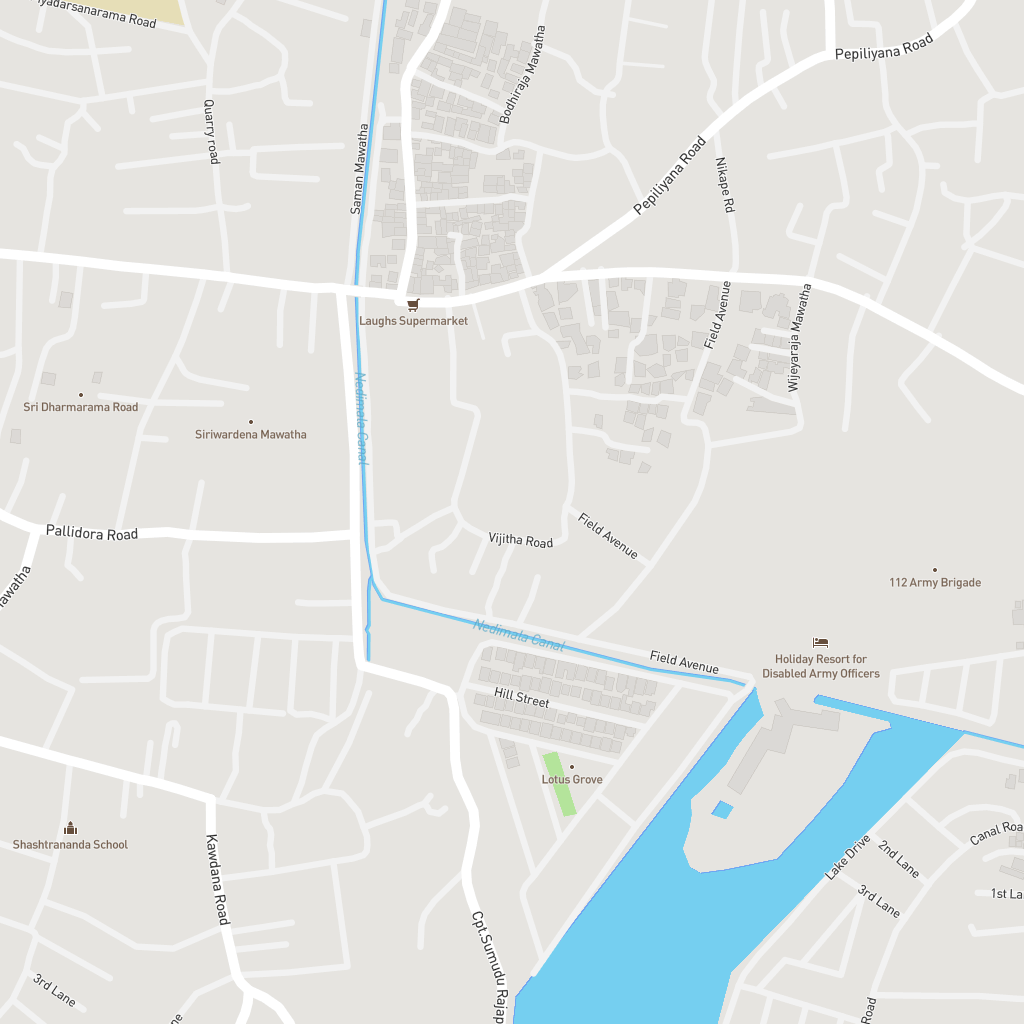 yadarsanarama Road
Pepiliyana Road
Bodhiraja Mawatha
Quarry road
Saman Mawatha
Pepiliyana Road
Nikape Rd
Laughs Supermarket
Field Avenue
Wijeyaraja Mawatha
Nedimala Canal
Sri Dharmarama Road
Siriwardena Mawatha
Pallidora Road
Vijitha Road
Field Avenue
112 Army Brigade
Mawatha
Nedimala Canal
Field Avenue
Holiday Resort for
Disabled Army Officers
Hill Street
Lotus Grove
Shashtrananda School
Kawdana Road
Canal Roa
Lake Drive
2nd Lane
3rd Lane
1st La
Cpt.Sumudu Rajap
3rd Lane
Road